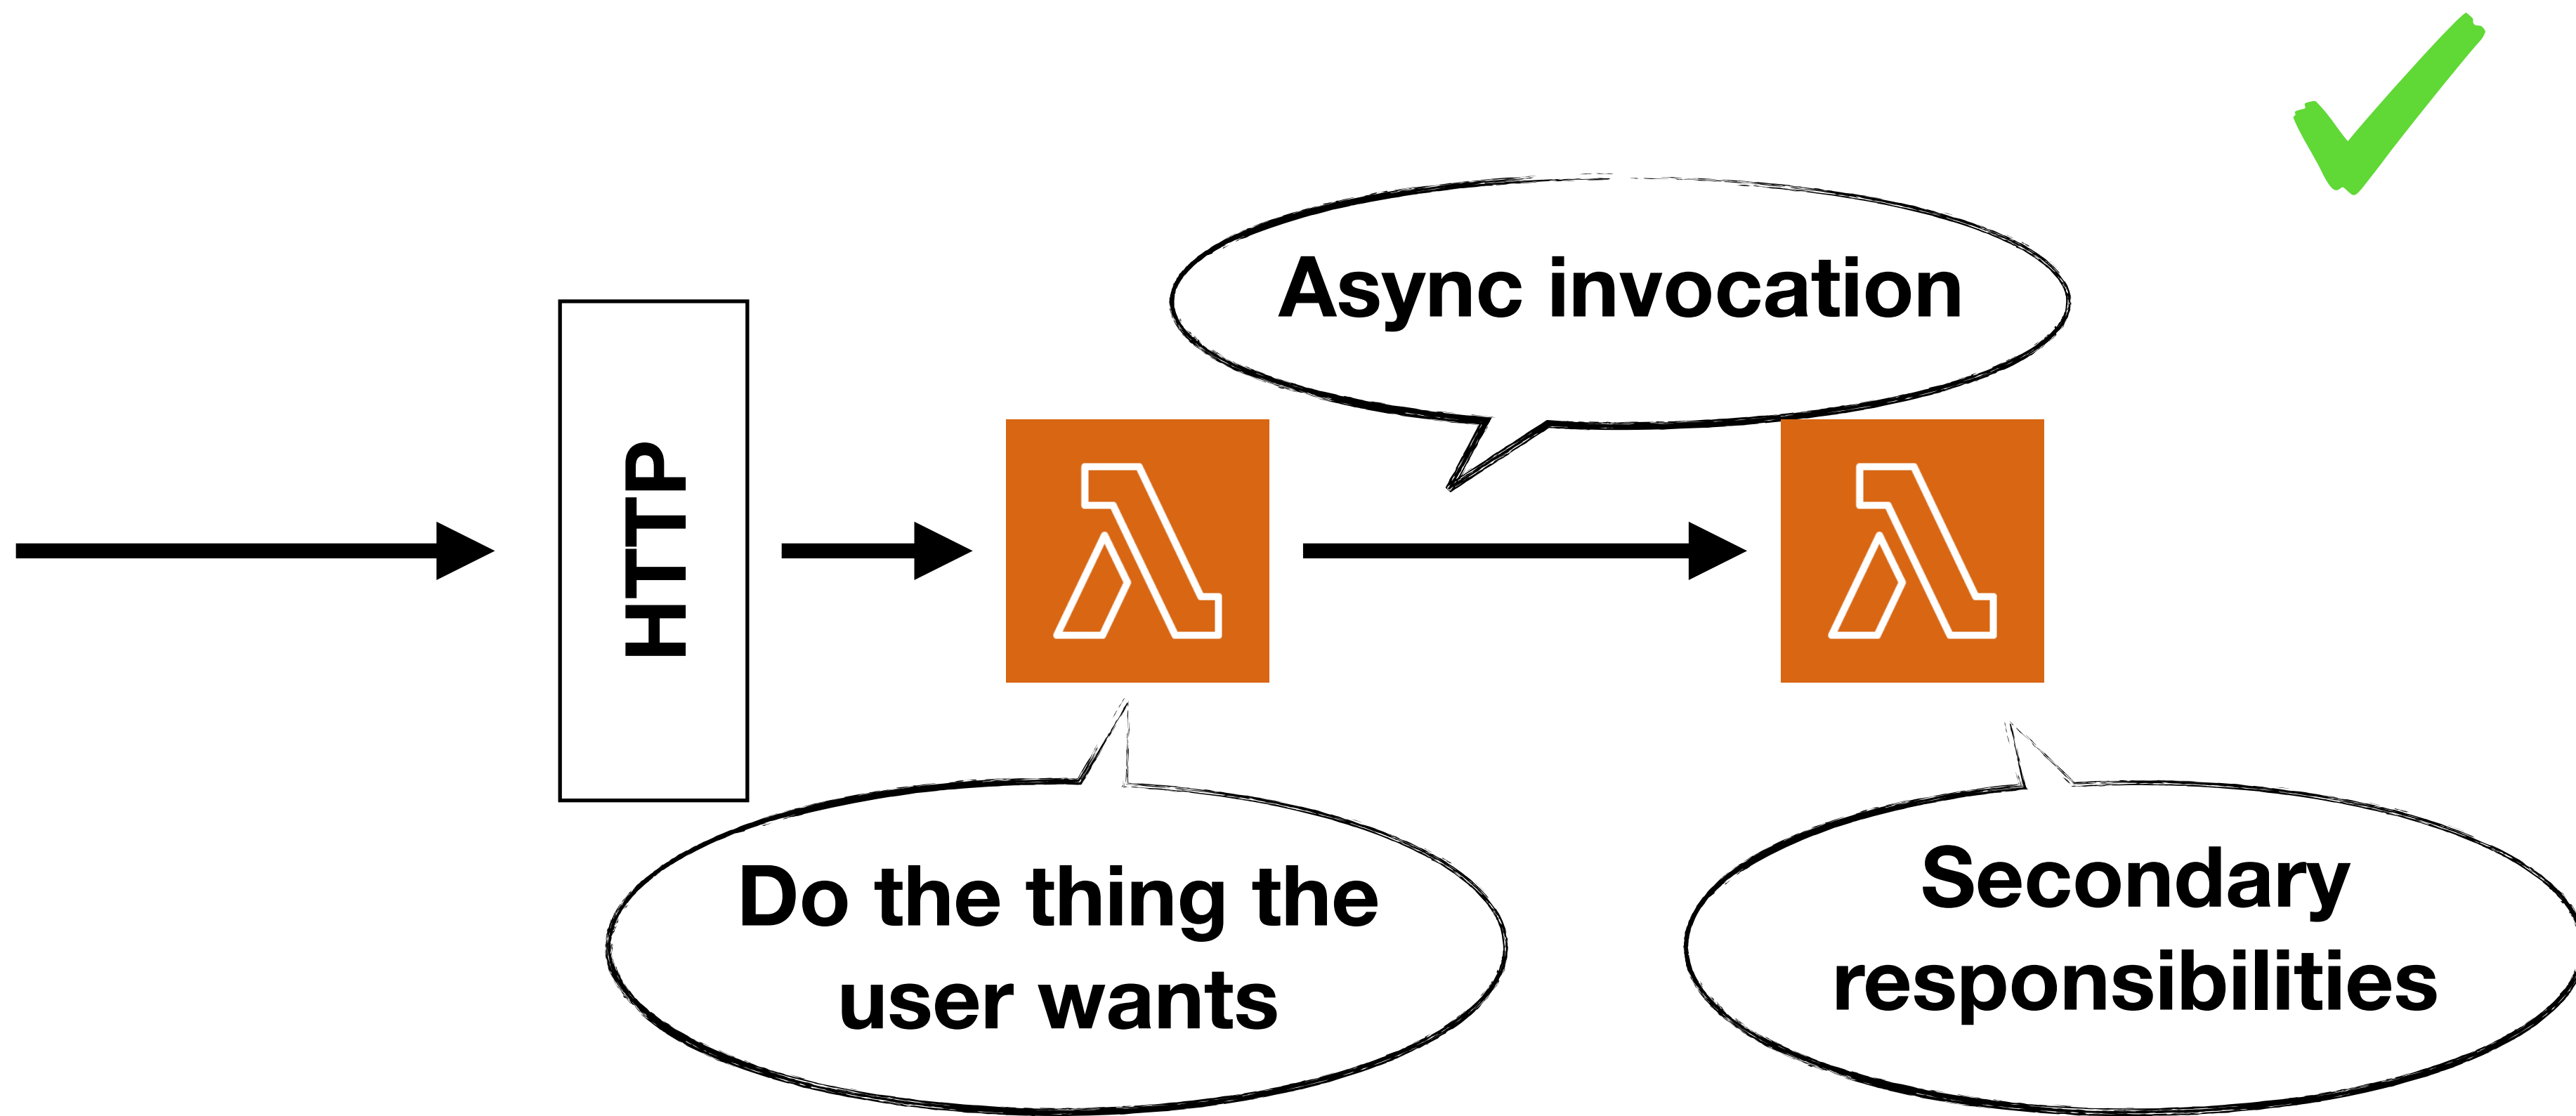 Async invocation
HTTP
Do the thing the
user wants
Secondary
responsibilities